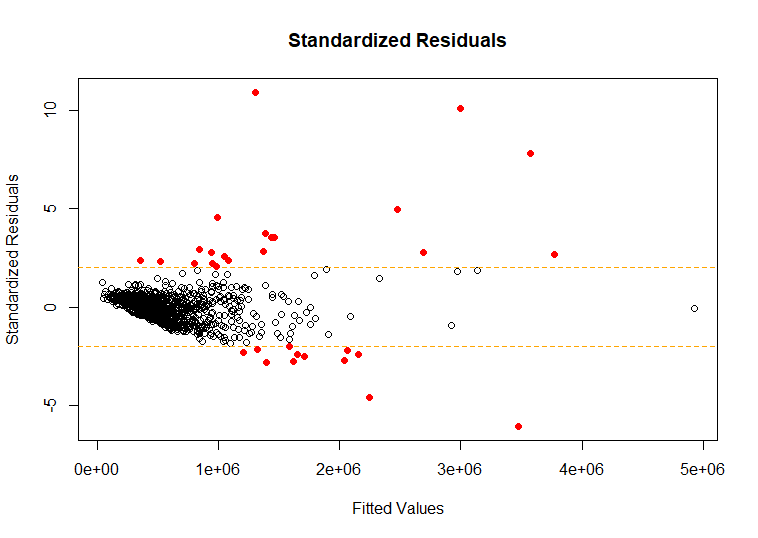 Standardized Residuals
Standardized Residuals
10
5
0
-5
0e+00 1e+06 2e+06 3e+06 4e+06 5e+06
Fitted Values